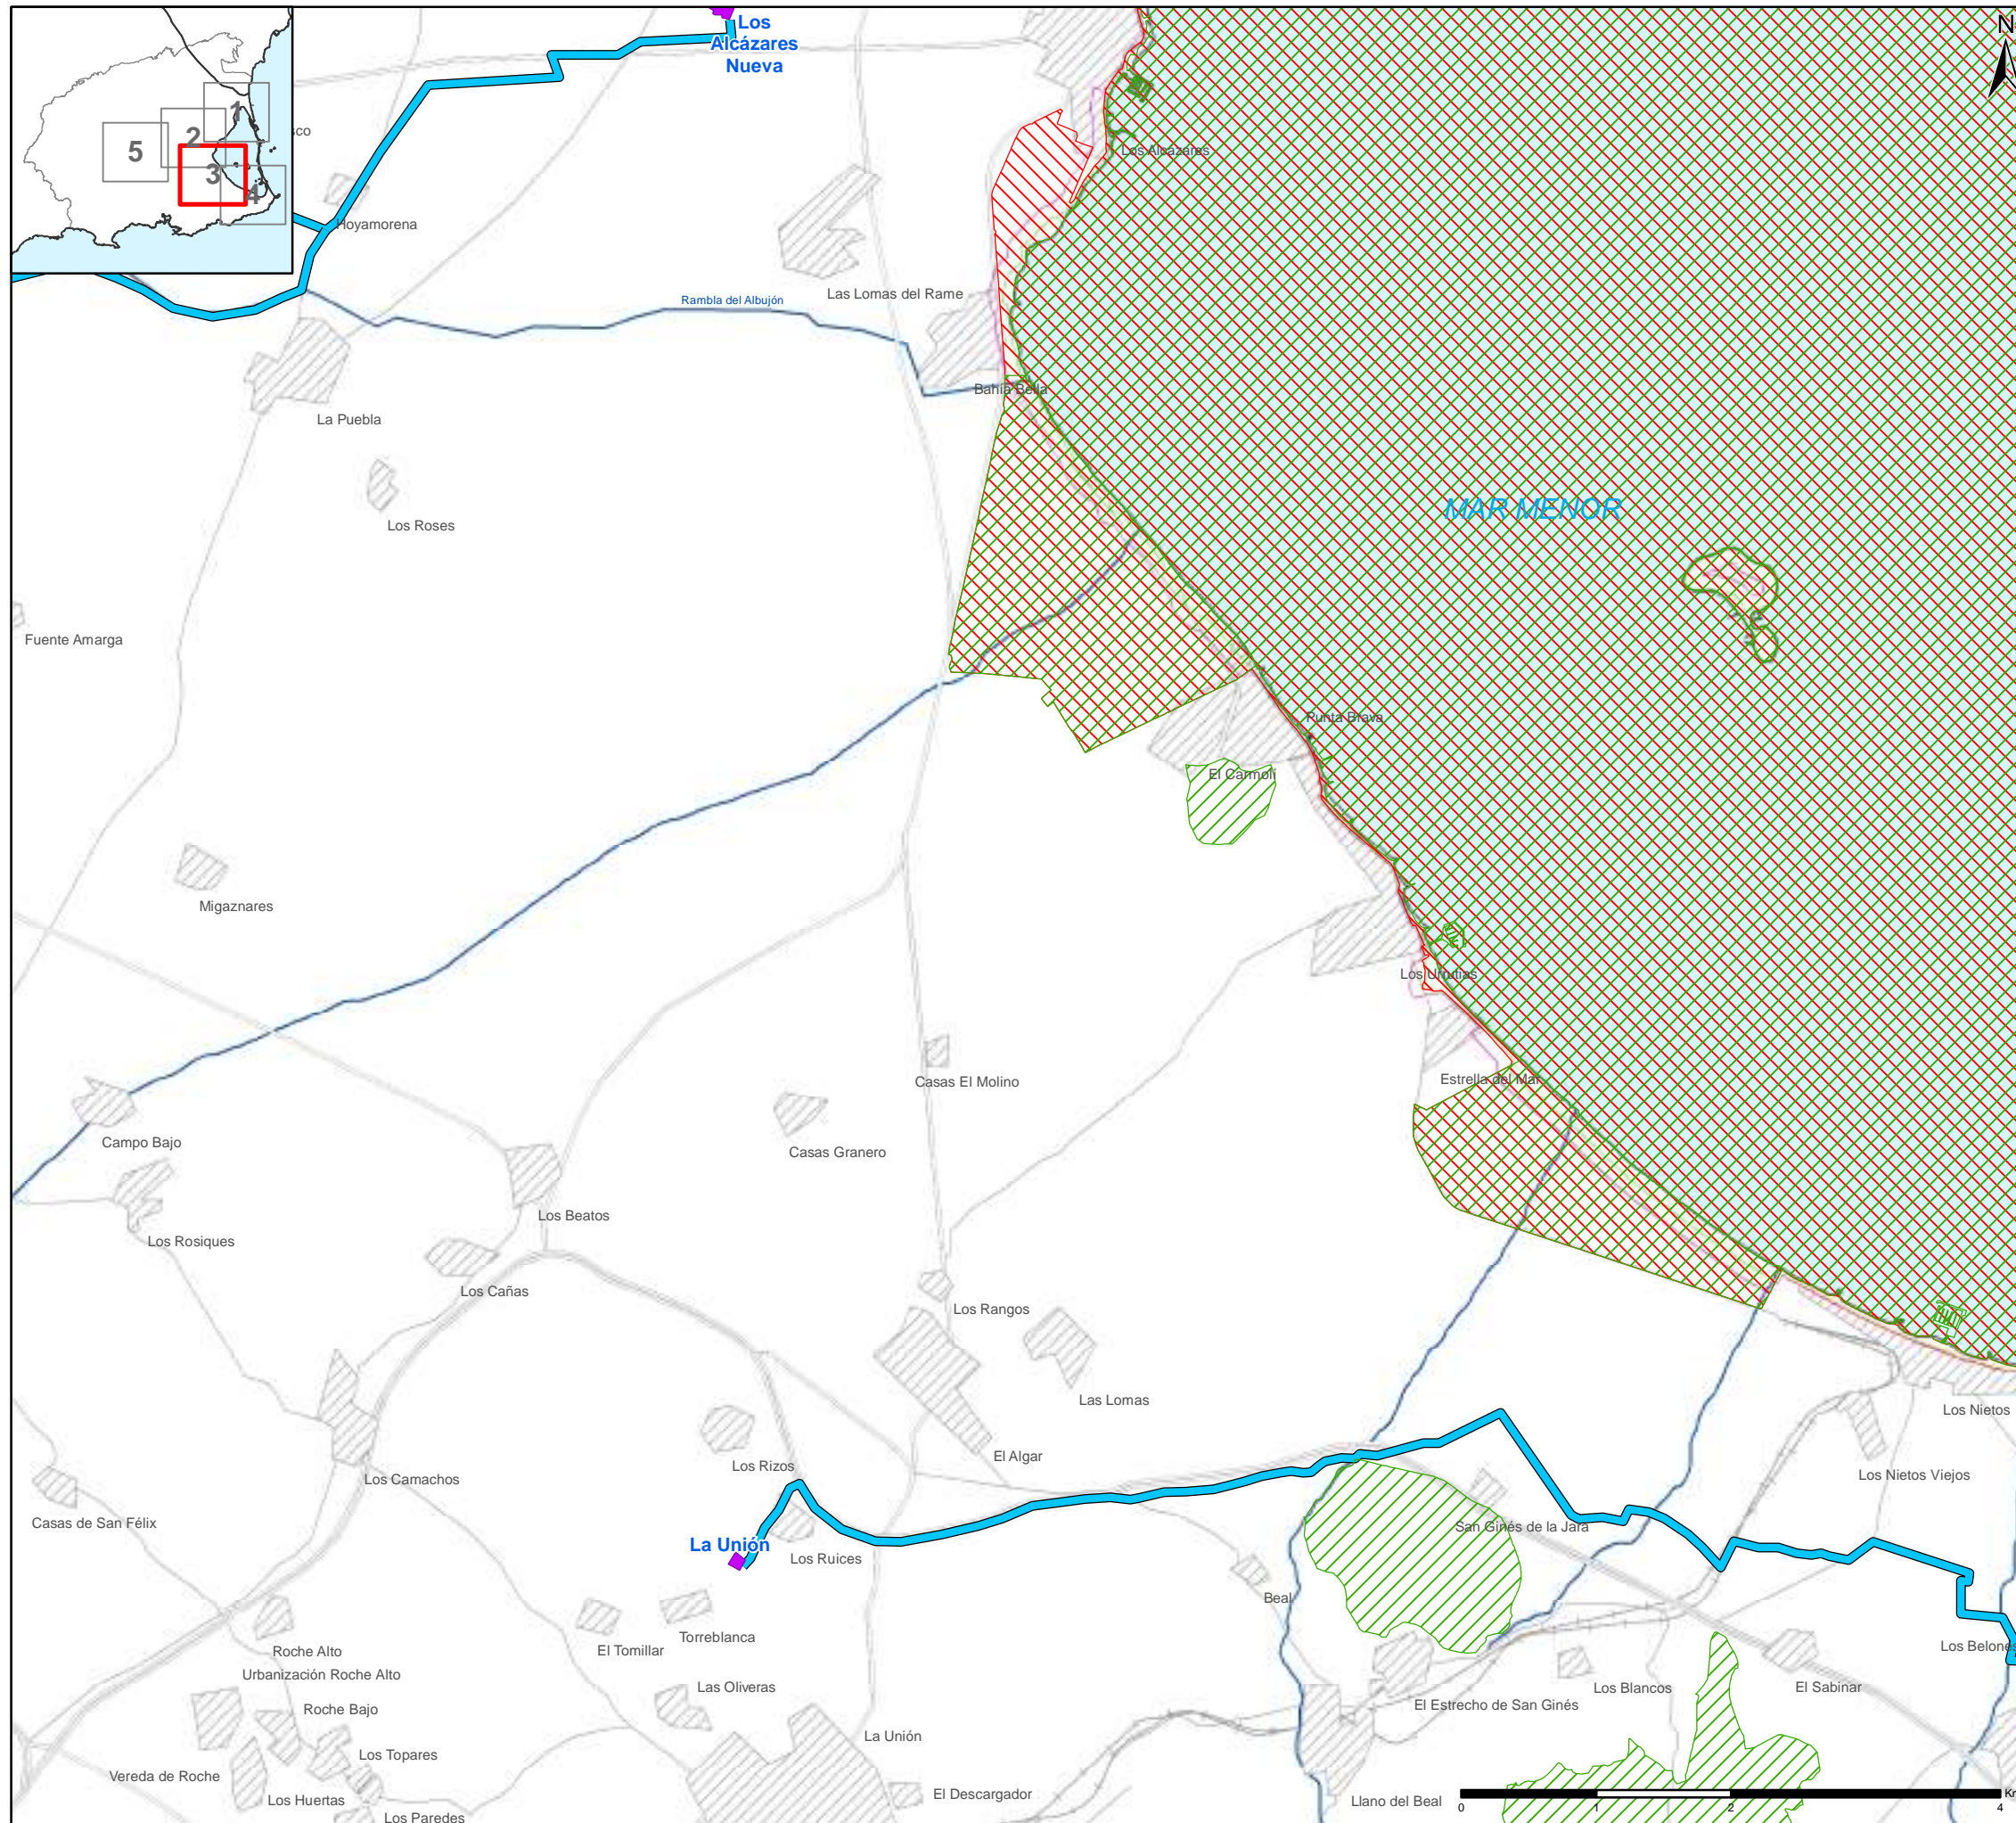 Los
Alcázares
Nueva
N
1
2
5
3
4
sco
Los Alcázares
Hoyamorena
Las Lomas del Rame
Rambla del Albujón
Bahía Bella
La Puebla
MAR MENOR
Los Roses
Fuente Amarga
Punta Brava
El Carmolí
Migaznares
Los Urrutias
Casas El Molino
Estrella del Mar
Campo Bajo
Casas Granero
Los Beatos
Los Rosiques
Los Cañas
Los Rangos
Las Lomas
Los Nietos
El Algar
Los Rizos
Los Camachos
Los Nietos Viejos
Casas de San Félix
San Ginés de la Jara
La Unión
Los Ruices
Beal
Torreblanca
El Tomillar
Roche Alto
Los Belones
Urbanización Roche Alto
Las Oliveras
Los Blancos
El Sabinar
El Estrecho de San Ginés
Roche Bajo
La Unión
Los Topares
Vereda de Roche
El Descargador
Los Huertas
Llano del Beal
Km
0 1 2 4
Los Paredes